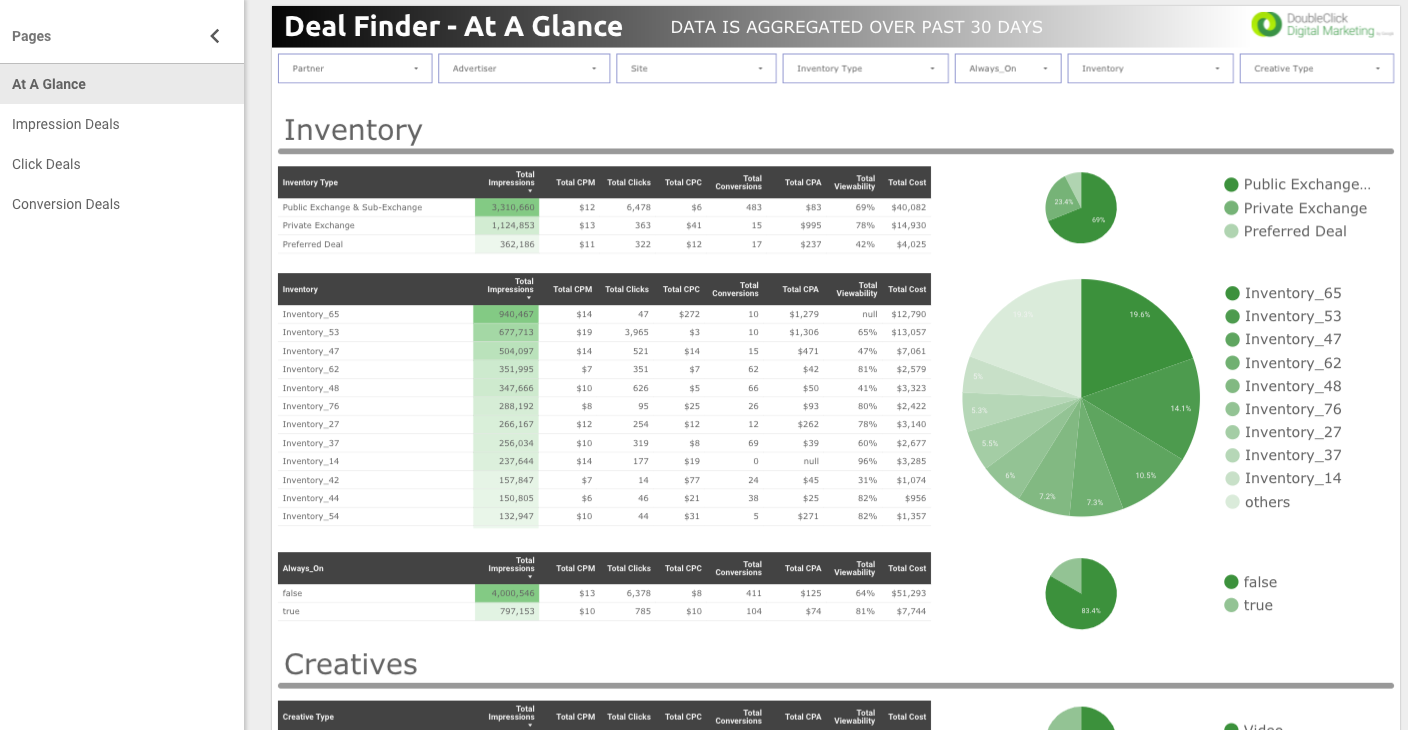 Pages
At A Glance
Impression Deals
Click Deals
Conversion Deals
Deal Finder - At A Glance DATA IS AGGREGATED OVER PAST 30 DAYS
DoubleClick
Digital Marketing
Partner Advertiser Site Inventory Type Always_On Inventory Creative Type
Inventory
Inventory Type Total Impressions Total CPM Total Clicks Total CPC Total Conversions Total CPA Total Viewability Total Cost
Public Exchange & Sub-Exchange 3,310,660 $12 6,478 $6 483 $83 69% $40,082
Private Exchange 1,124,853 $13 363 $41 15 $995 78% $14,930
Preferred Deal 362,186 $11 322 $12 17 $237 42% $4,025
23.4%
69%
Public Exchange...
Private Exchange
Preferred Deal
Inventory Total Impressions Total CPM Total Clicks Total CPC Total Conversions Total CPA Total Viewability Total Cost
Inventory_65 940,467 $14 47 $272 10 $1,279 null $12,790
Inventory_53 677,713 $19 3,965 $3 10 $1,306 65% $13,057
Inventory_47 504,097 $14 521 $14 15 $471 47% $7,061
Inventory_62 351,995 $7 351 $7 62 $42 81% $2,579
Inventory_48 347,666 $10 626 $5 66 $50 41% $3,323
Inventory_76 288,192 $8 95 $25 26 $93 80% $2,422
Inventory_27 266,167 $12 254 $12 12 $262 78% $3,140
Inventory_37 256,034 $10 319 $8 69 $39 60% $2,677
Inventory_14 237,644 $14 177 $19 0 null 96% $3,285
Inventory_42 157,847 $7 14 $77 24 $45 31% $1,074
Inventory_44 150,805 $6 46 $21 38 $25 82% $956
Inventory_54 132,947 $10 44 $31 5 $271 82% $1,357
19.6%
14.1%
10.5%
7.3%
7.2%
6%
5.5%
5.3%
5%
Inventory_65
Inventory_53
Inventory_47
Inventory_62
Inventory_48
Inventory_76
Inventory_27
Inventory_37
Inventory_14
others
Always_On Total Impressions Total CPM Total Clicks Total CPC Total Conversions Total CPA Total Viewability Total Cost
false 4,000,546 $13 6,378 $8 411 $125 64% $51,293
true 797,153 $10 785 $10 104 $74 81% $7,744
83.4%
false
true
Creatives
Creative Type Total Impressions Total CPM Total Clicks Total CPC Total Conversions Total CPA Total Viewability Total Cost
Video